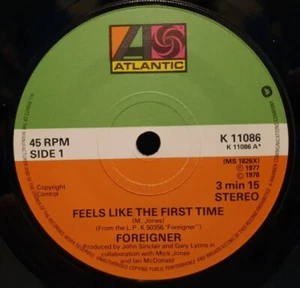 ATLANTIC
45 RPM
SIDE 1
K 11086
K 11086 A*
(MS 1826X)
℗ 1977
© 1978
3 min 15
STEREO
Copyright
Control
FEELS LIKE THE FIRST TIME
(M. Jones)
(From the L.P. K 50356 "Foreigner")
FOREIGNER
Produced by John Sinclair and Gary Lyons in
collaboration with Mick Jones
and Ian McDonald